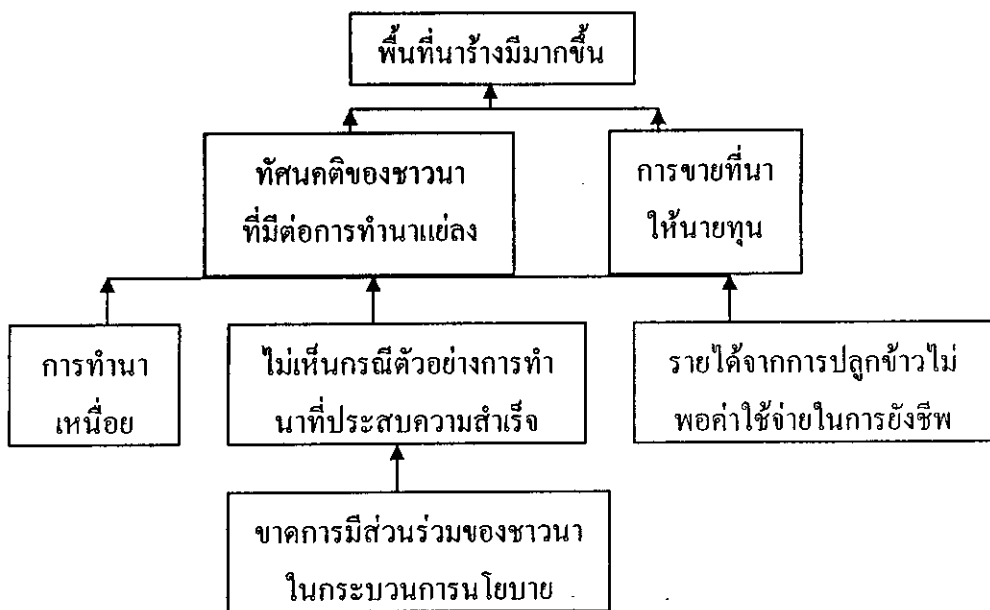 พื้นที่นาร้างมีมากขึ้น
ทัศนคติของชาวนา
ที่มีต่อการทำนาแย่ลง
การขายที่นา
ให้นายทุน
การทำนา
เหนื่อย
ไม่เห็นกรณีตัวอย่างการทำ
นาที่ประสบความสำเร็จ
รายได้จากการปลูกข้าวไม่
พอค่าใช้จ่ายในการยังชีพ
ขาดการมีส่วนร่วมของชาวนา
ในกระบวนการนโยบาย